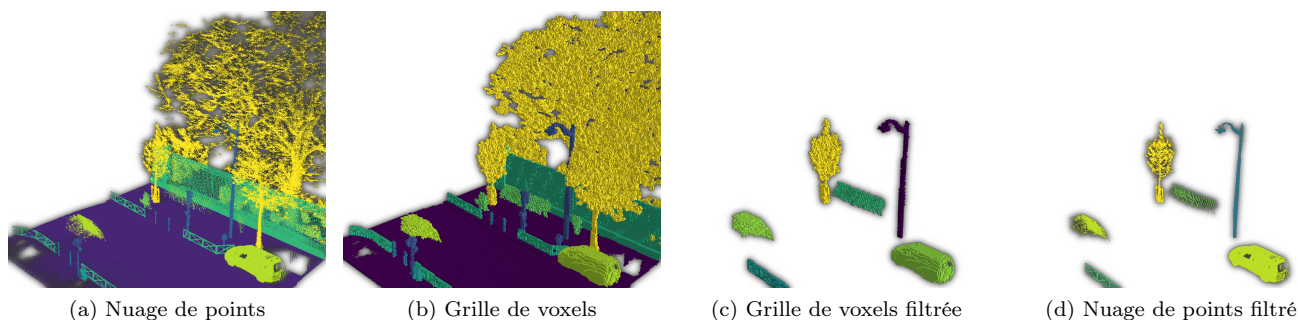 (a) Nuage de points
(b) Grille de voxels
(c) Grille de voxels filtrée
(d) Nuage de points filtré